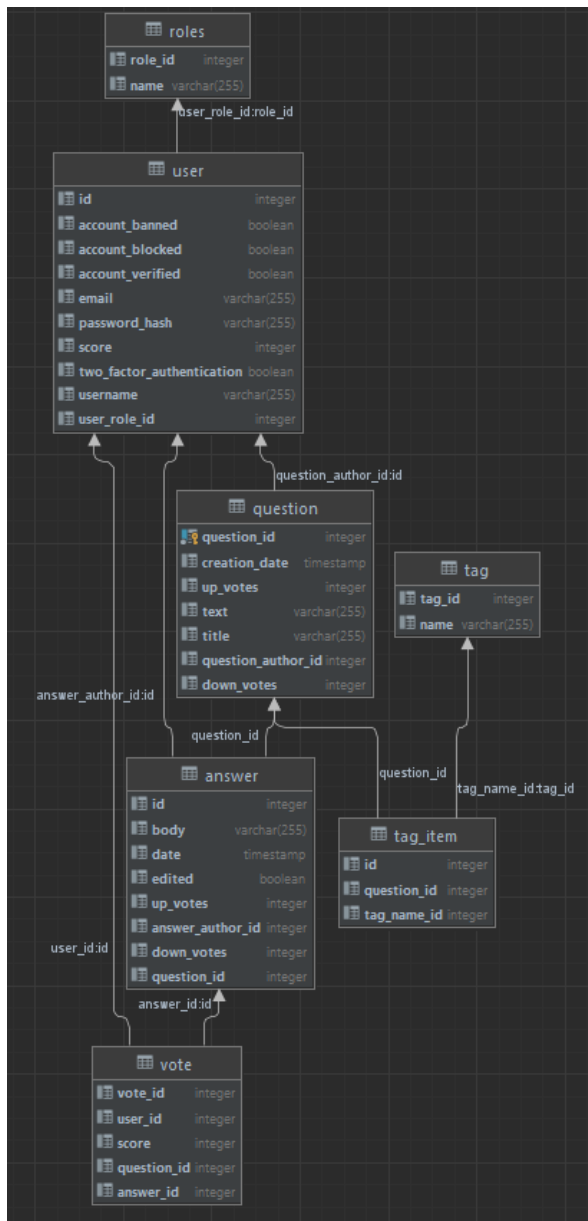 roles
role_id integer
name varchar(255)
user_role_id:role_id
user
id integer
account_banned boolean
account_blocked boolean
account_verified boolean
email varchar(255)
password_hash varchar(255)
score integer
two_factor_authentication boolean
username varchar(255)
user_role_id integer
question_author_id:id
question
question_id integer
creation_date timestamp
up_votes integer
text varchar(255)
title varchar(255)
question_author_id integer
down_votes integer
tag
tag_id integer
name varchar(255)
answer_author_id:id
question_id
question_id
tag_name_id:tag_id
answer
id integer
body varchar(255)
date timestamp
edited boolean
up_votes integer
answer_author_id integer
down_votes integer
question_id integer
tag_item
id integer
question_id integer
tag_name_id integer
user_id:id
answer_id:id
vote
vote_id integer
user_id integer
score integer
question_id integer
answer_id integer